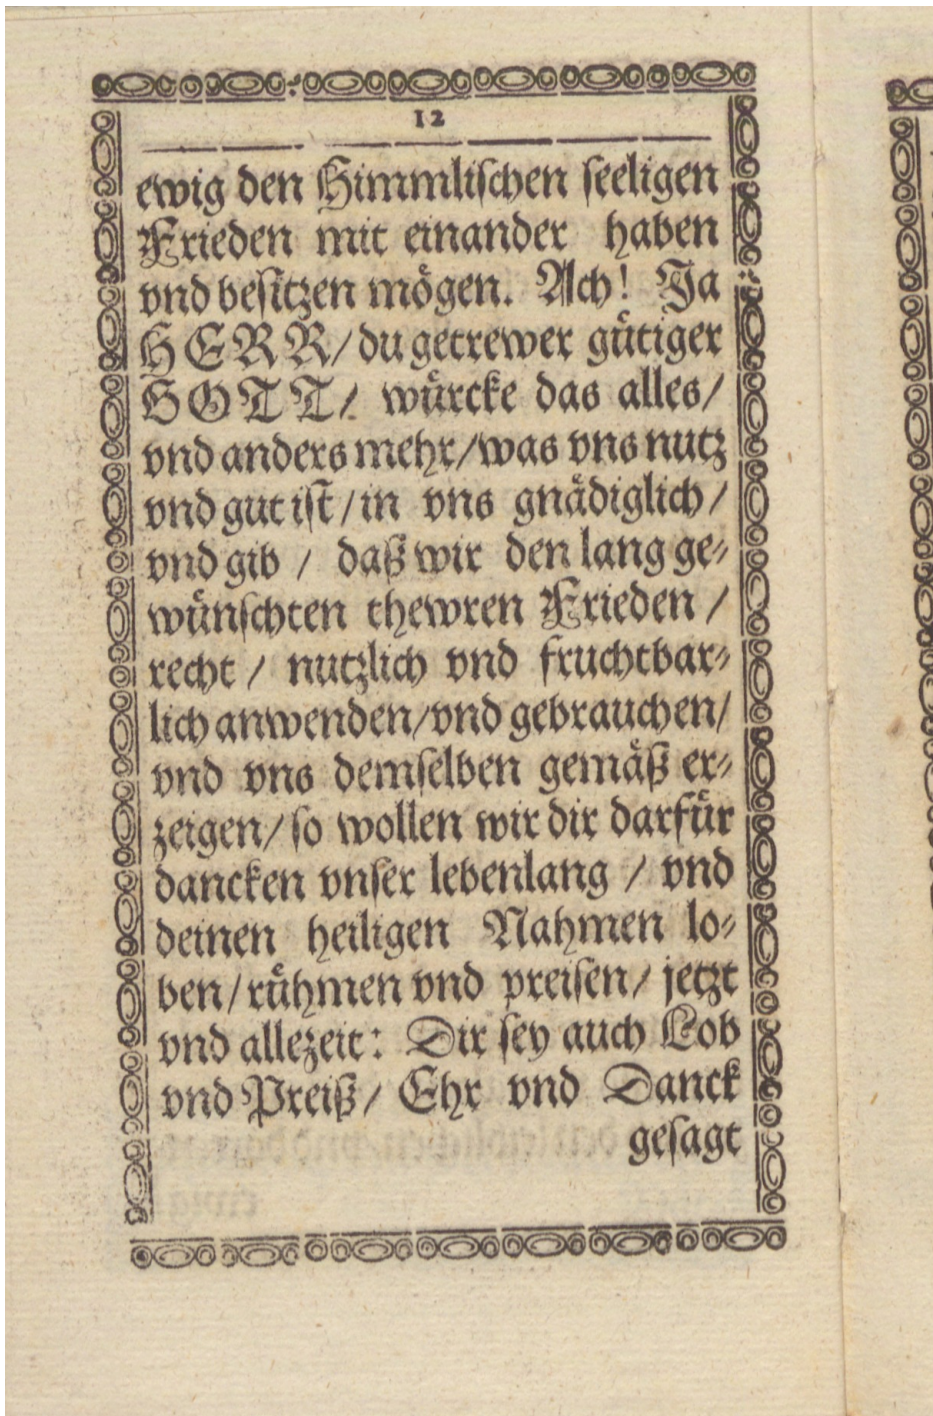 12
ewig den Himmlischen seeligen
Frieden mit einander haben
vnd besitzen mögen. Ach! Ja
HERR/ du getrewer gütiger
GOTT/ würcke das alles/
vnd anders mehr/was vns nutz
vnd gut ist/in vns gnädiglich/
vnd gib / daß wir den lang ge-
wünschten thewren Frieden /
recht / nutzlich vnd fruchtbar-
lich anwenden/vnd gebrauchen/
vnd vns demselben gemäß er-
zeigen/ so wollen wir dir darfür
dancken vnser lebenlang / vnd
deinen heiligen Nahmen lo-
ben/rühmen vnd preisen/ jetzt
vnd allezeit: Dir sey auch Lob
vnd Preiß/ Ehr vnd Danck
gesagt